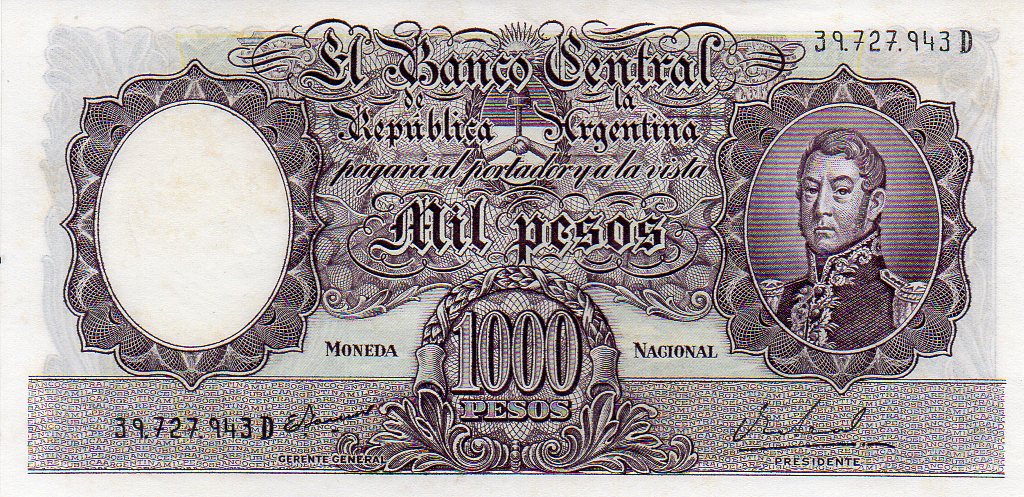 39.727.943 D
El Banco Central
de la
República Argentina
pagará al portador y a la vista
Mil pesos
1000
MONEDA NACIONAL
PESOS
39.727.943 D
GERENTE GENERAL PRESIDENTE